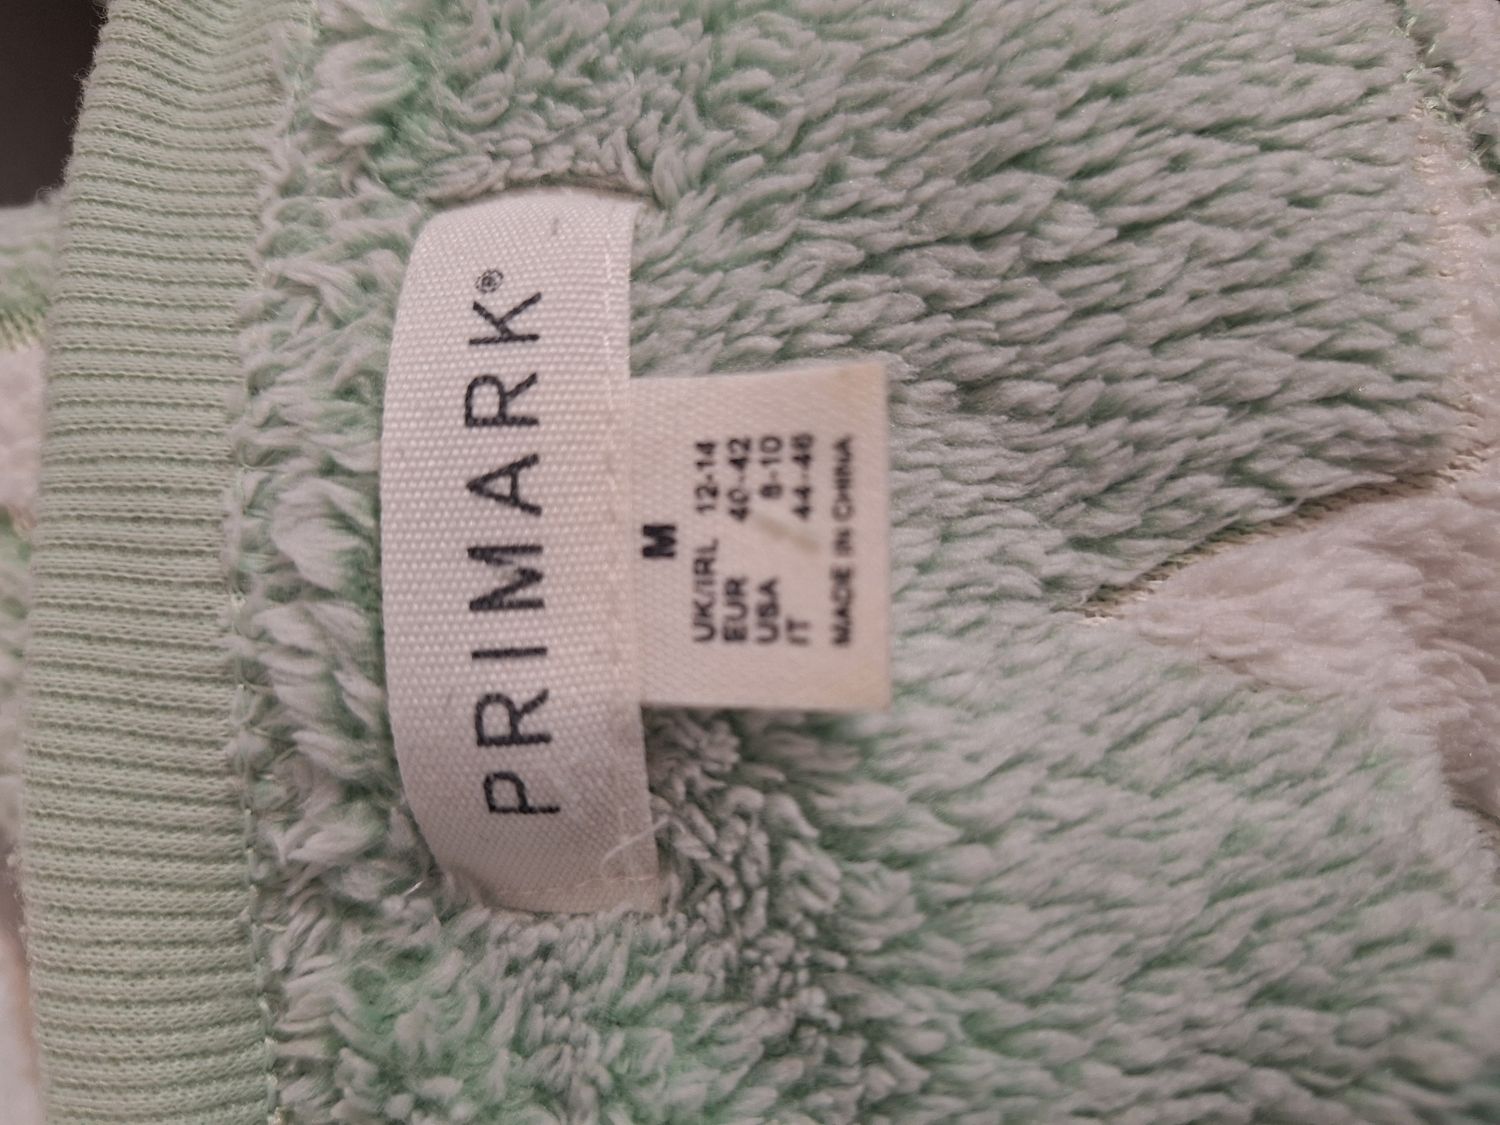 PRIMARK®
M
UK/IRL 12-14
EUR 40-42
USA 8-10
IT 44-46
MADE IN CHINA